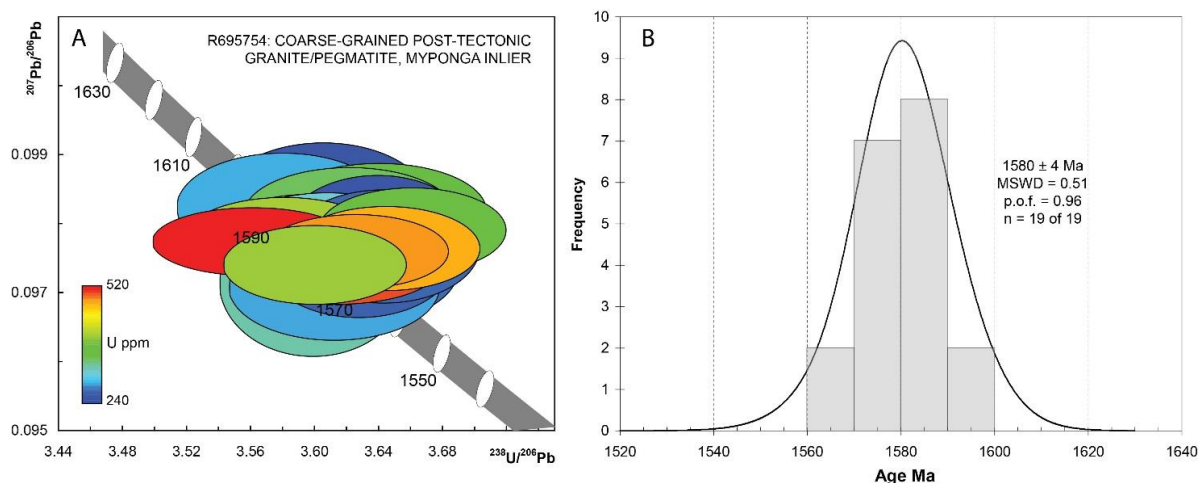 A
R695754: COARSE-GRAINED POST-TECTONIC
GRANITE/PEGMATITE, MYPONGA INLIER
207Pb/206Pb
1630
1610
1590
1570
1550
0.099
0.097
0.095
520
U ppm
240
3.44 3.48 3.52 3.56 3.60 3.64 3.68
238U/206Pb
B
10
9
8
7
6
5
4
3
2
1
0
Frequency
1580 ± 4 Ma
MSWD = 0.51
p.o.f. = 0.96
n = 19 of 19
1520 1540 1560 1580 1600 1620 1640
Age Ma